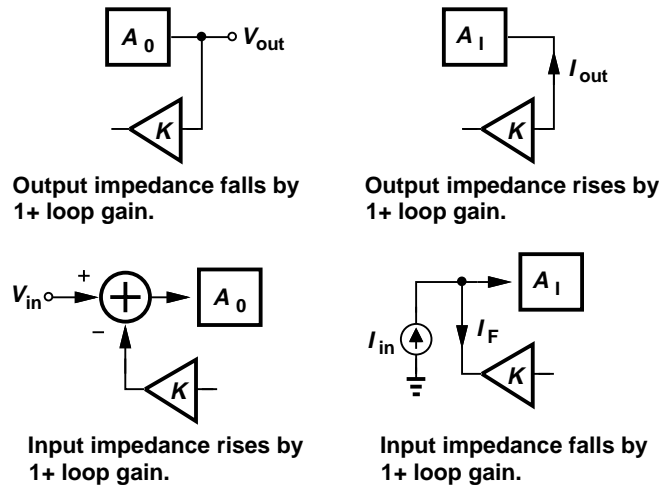 A0
Vout
K
Output impedance falls by
1+ loop gain.
AI
Iout
K
Output impedance rises by
1+ loop gain.
Vin
+
−
A0
K
Input impedance rises by
1+ loop gain.
Iin
IF
AI
K
Input impedance falls by
1+ loop gain.